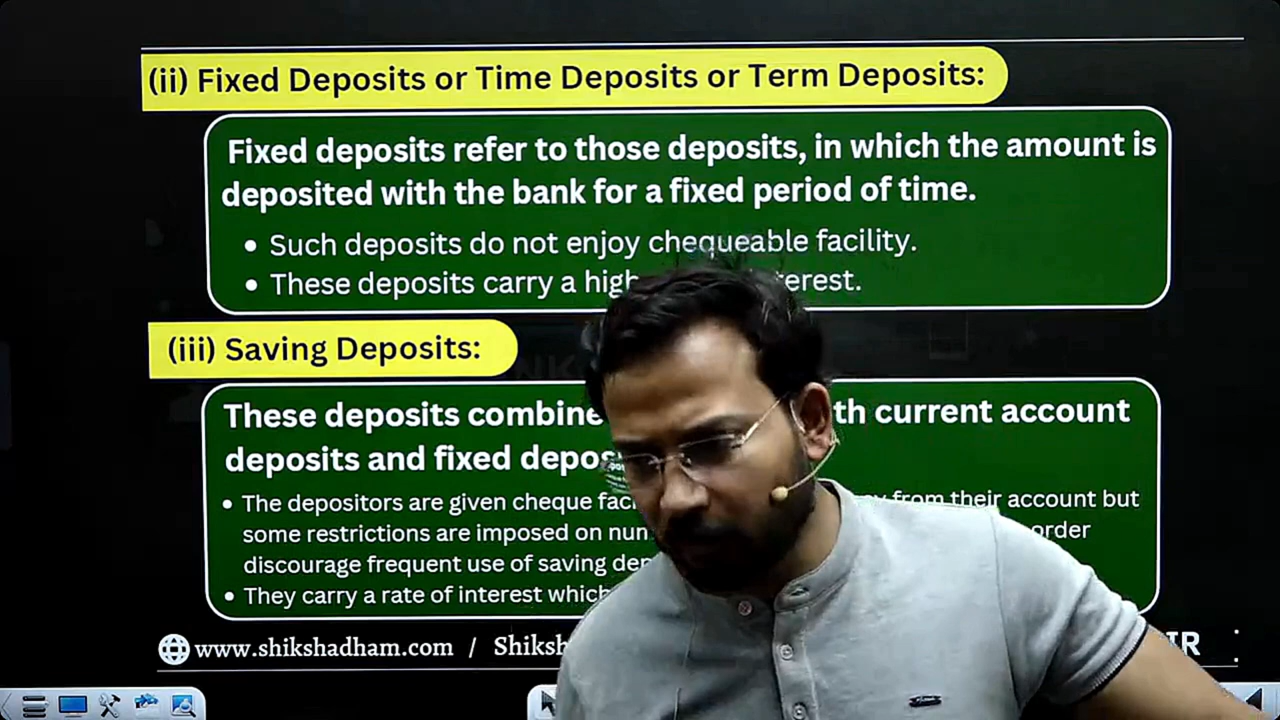 (ii) Fixed Deposits or Time Deposits or Term Deposits:
Fixed deposits refer to those deposits, in which the amount is
deposited with the bank for a fixed period of time.
• Such deposits do not enjoy chequeable facility.
• These deposits carry a high
(iii) Saving Deposits:
These deposits combine th current account
deposits and fixed depos
• The depositors are given cheque from their account but
some restrictions are imposed on order
discourage frequent use of saving
• They carry a rate of interest which
www.shikshadham.com / Shiksh